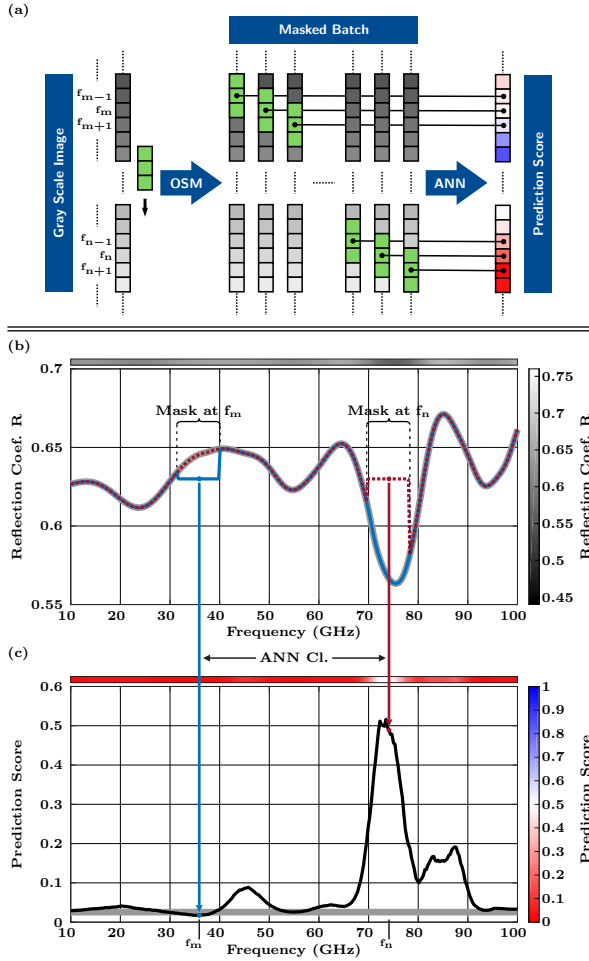 (a)
Masked Batch
Gray Scale Image
f_{m−1}
f_m
f_{m+1}
OSM
ANN
Prediction Score
f_{n−1}
f_n
f_{n+1}
(b)
0.7
0.65
0.6
0.55
Reflection Coef. R
Mask at f_m
Mask at f_n
0.75
0.7
0.65
0.6
0.55
0.5
0.45
Reflection Coef. R
10 20 30 40 50 60 70 80 90 100
Frequency (GHz)
ANN Cl.
(c)
0.6
0.5
0.4
0.3
0.2
0.1
0
Prediction Score
1
0.9
0.8
0.7
0.6
0.5
0.4
0.3
0.2
0.1
0
Prediction Score
10 20 30 40 50 60 70 80 90 100
f_m
Frequency (GHz)
f_n